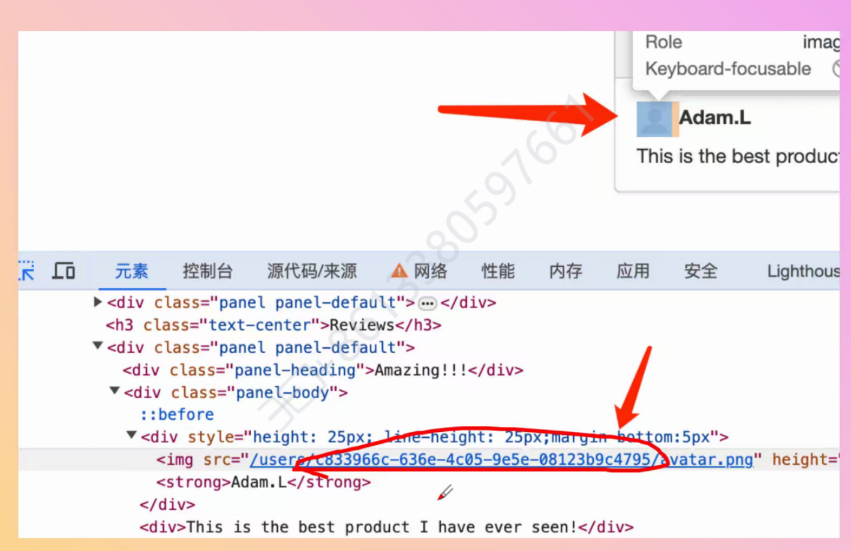 Role imag
Keyboard-focusable
Adam.L
This is the best produc
元素 控制台 源代码/来源 网络 性能 内存 应用 安全 Lighthous
<div class="panel panel-default">…</div>
<h3 class="text-center">Reviews</h3>
<div class="panel panel-default">
<div class="panel-heading">Amazing!!!</div>
<div class="panel-body">
::before
<div style="height: 25px; line-height: 25px;margin-bottom:5px">
<img src="/users/c833966c-636e-4c05-9e5e-08123b9c4795/avatar.png" height="
<strong>Adam.L</strong>
</div>
<div>This is the best product I have ever seen!</div>